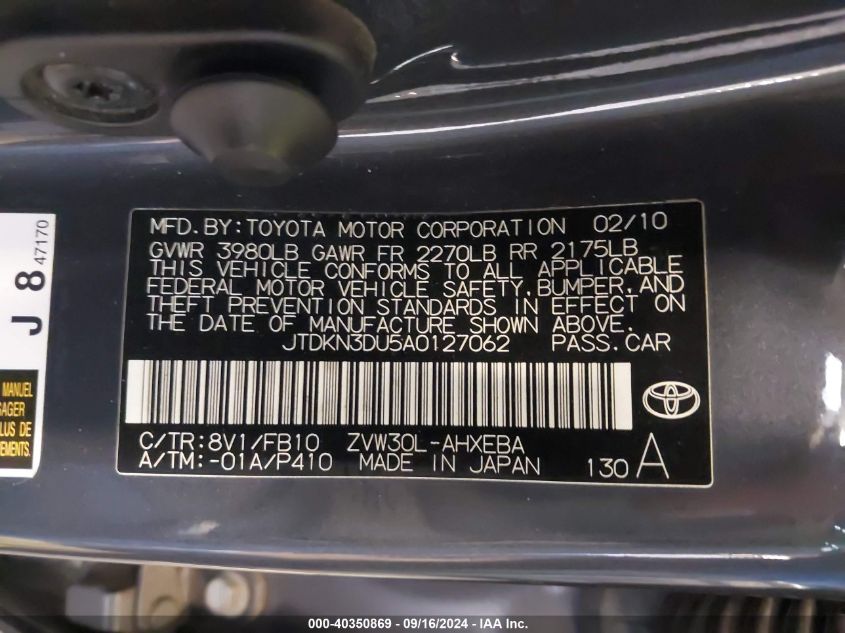 MFD. BY: TOYOTA MOTOR CORPORATION 02/10
GVWR 3980LB GAWR FR 2270LB RR 2175LB
THIS VEHICLE CONFORMS TO ALL APPLICABLE
FEDERAL MOTOR VEHICLE SAFETY, BUMPER, AND
THEFT PREVENTION STANDARDS IN EFFECT ON
THE DATE OF MANUFACTURE SHOWN ABOVE.
JTDKN3DU5A0127062 PASS. CAR
C/TR: 8V1/FB10 ZVW30L-AHXEBA
A/TM: -01A/P410 MADE IN JAPAN 130 A
J 8 47170
MANUEL
SAGER
PLUS DE
TEMENTS.
000-40350869 - 09/16/2024 - IAA Inc.